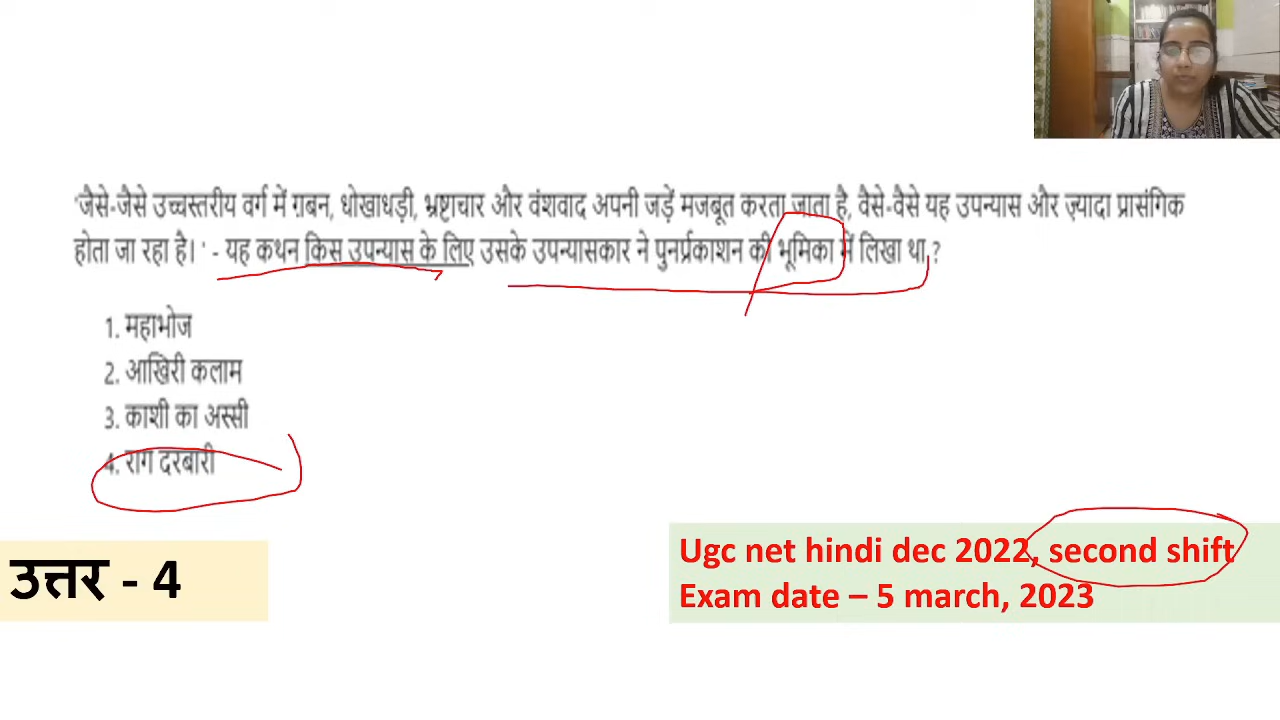 'जैसे-जैसे उच्चस्तरीय वर्ग में ग़बन, धोखाधड़ी, भ्रष्टाचार और वंशवाद अपनी जड़ें मजबूत करता जाता है, वैसे-वैसे यह उपन्यास और ज़्यादा प्रासंगिक
होता जा रहा है। ' - यह कथन किस उपन्यास के लिए उसके उपन्यासकार ने पुनर्प्रकाशन की भूमिका में लिखा था ?
1. महाभोज
2. आखिरी कलाम
3. काशी का अस्सी
4. राग दरबारी
उत्तर - 4
Ugc net hindi dec 2022, second shift
Exam date – 5 march, 2023